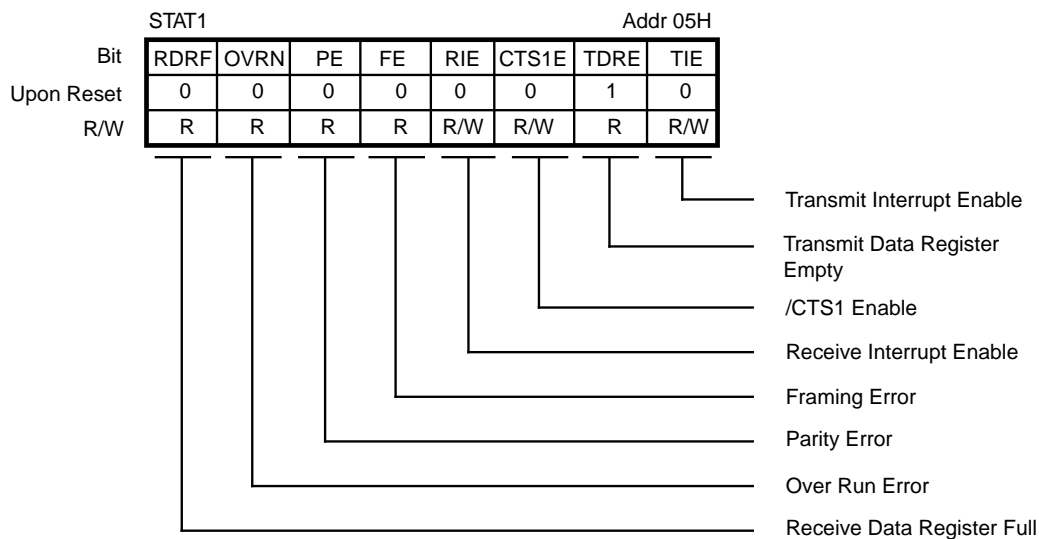 STAT1 Addr 05H
Bit RDRF OVRN PE FE RIE CTS1E TDRE TIE
Upon Reset 0 0 0 0 0 0 1 0
R/W R R R R R/W R/W R R/W
Transmit Interrupt Enable
Transmit Data Register
Empty
/CTS1 Enable
Receive Interrupt Enable
Framing Error
Parity Error
Over Run Error
Receive Data Register Full